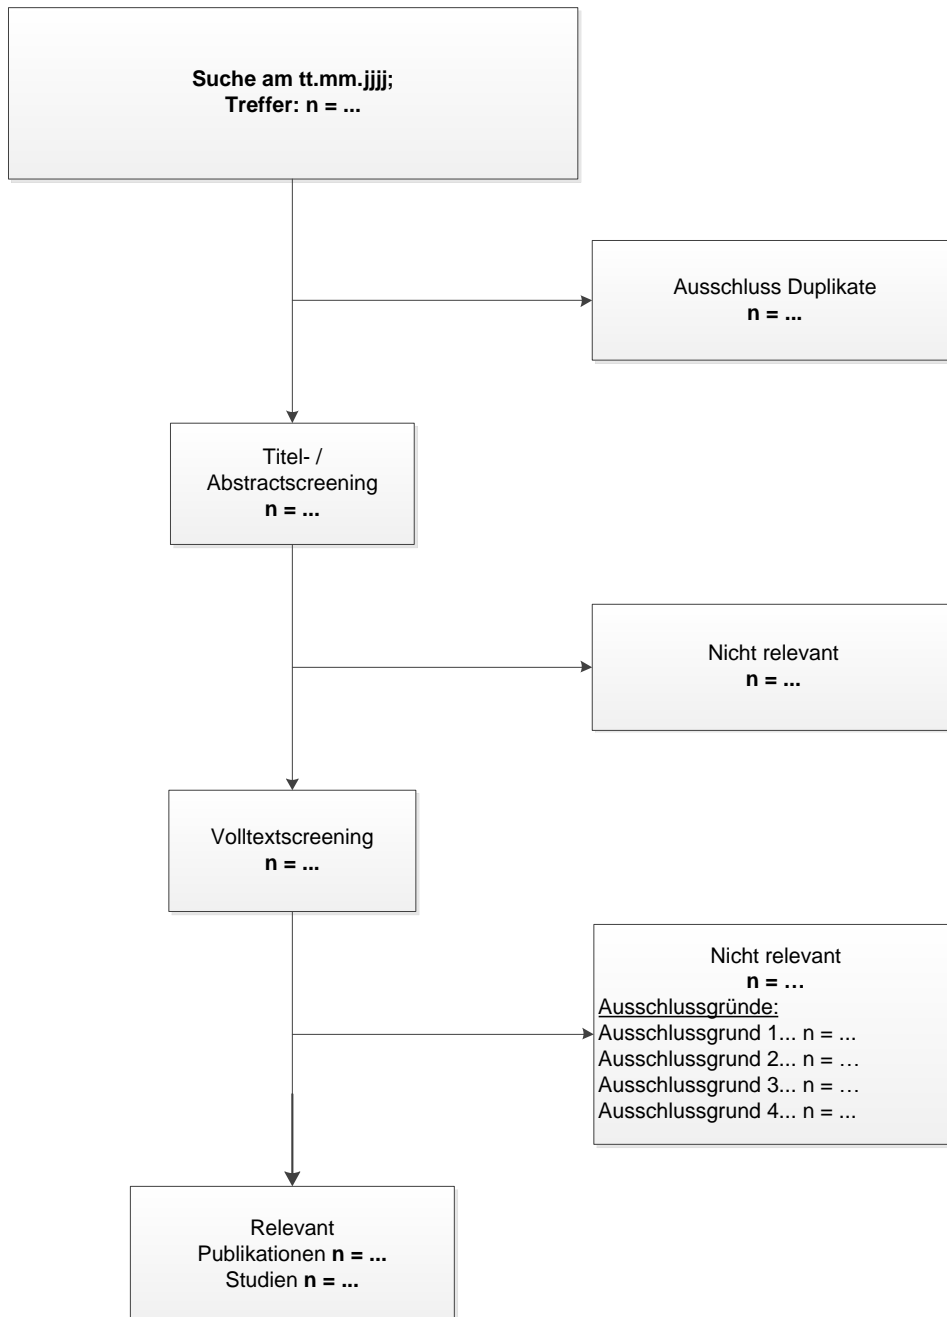 Suche am tt.mm.jjjj;
Treffer: n = ...
Ausschluss Duplikate
n = ...
Titel- /
Abstractscreening
n = ...
Nicht relevant
n = ...
Volltextscreening
n = ...
Nicht relevant
n = …
Ausschlussgründe:
Ausschlussgrund 1... n = ...
Ausschlussgrund 2... n = …
Ausschlussgrund 3... n = …
Ausschlussgrund 4... n = ...
Relevant
Publikationen n = ...
Studien n = ...